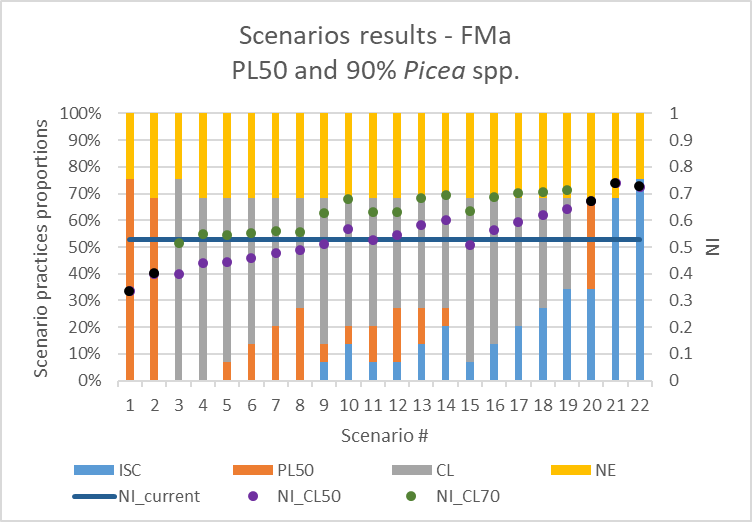 Scenarios results - FMa
PL50 and 90% Picea spp.
Scenario practices proportions
100%
90%
80%
70%
60%
50%
40%
30%
20%
10%
0%
1
0.9
0.8
0.7
0.6
0.5
0.4
0.3
0.2
0.1
0
NI
1 2 3 4 5 6 7 8 9 10 11 12 13 14 15 16 17 18 19 20 21 22
Scenario #
ISC PL50 CL NE
NI_current NI_CL50 NI_CL70